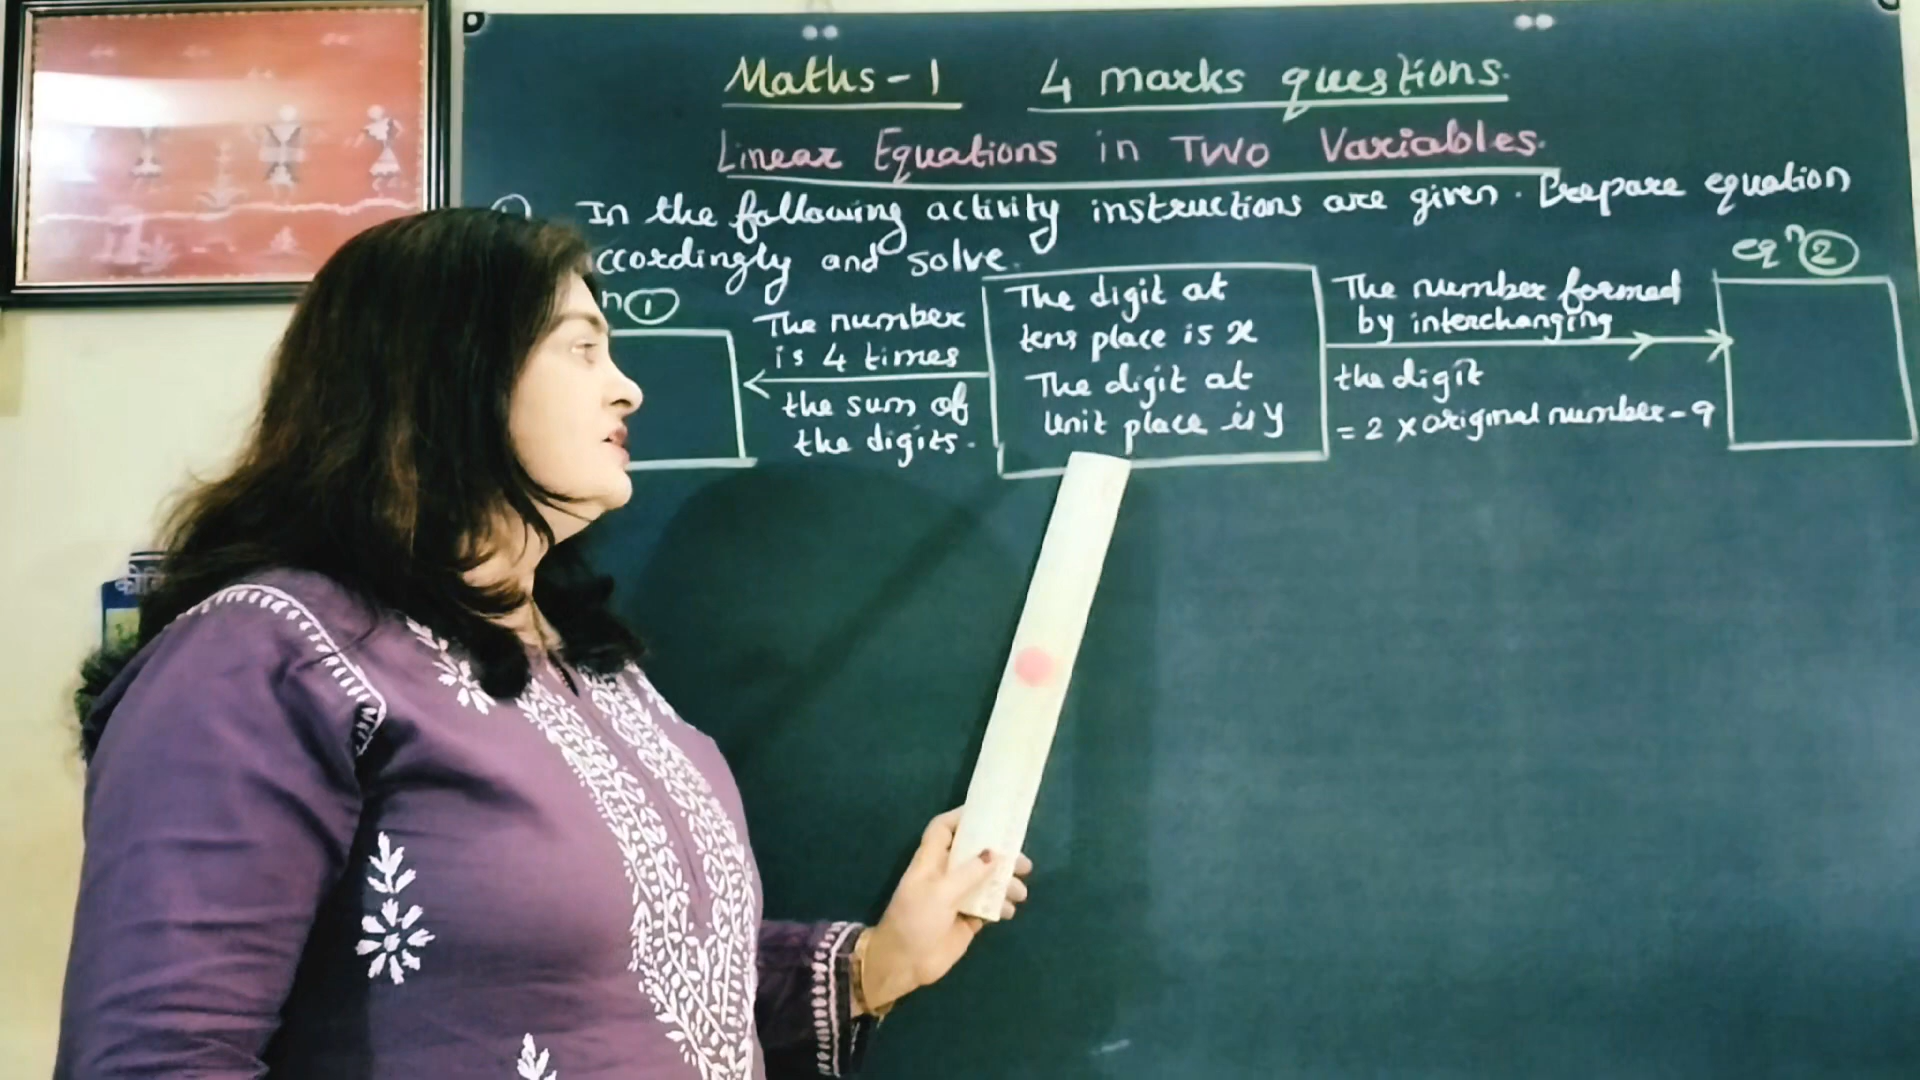 Maths-1 4 marks questions.
Linear Equations in Two Variables.
In the following activity instructions are given. Prepare equation
ccordingly and solve.
n ①
The number
is 4 times
the sum of
the digits.
The digit at
tens place is x
The digit at
Unit place is y
The number formed
by interchanging
the digit
= 2 × original number - 9
eqⁿ ②